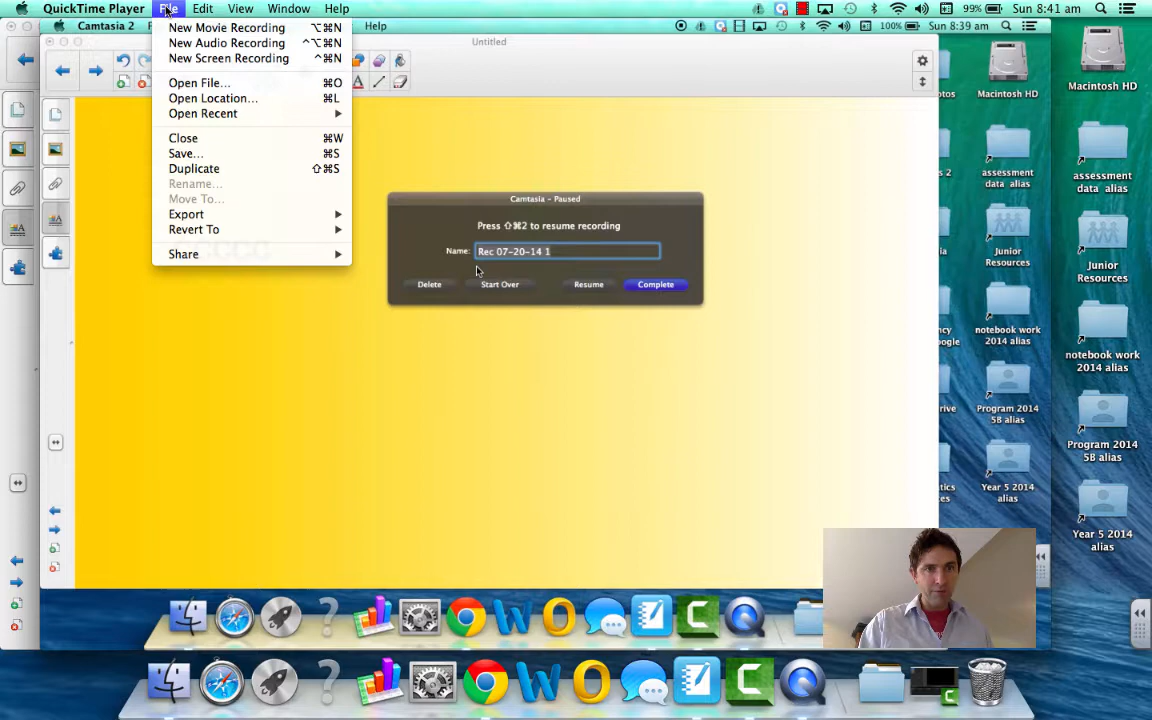 QuickTime Player File Edit View Window Help 99% Sun 8:41 am
Camtasia 2 Help 100% Sun 8:39 am
Untitled
New Movie Recording ⌥⌘N
New Audio Recording ^⌥⌘N
New Screen Recording ^⌘N
Open File... ⌘O
Open Location... ⌘L
Open Recent
Close ⌘W
Save... ⌘S
Duplicate ⇧⌘S
Rename...
Move To...
Export
Revert To
Share
Camtasia - Paused
Press ⇧⌘2 to resume recording
Name: Rec 07-20-14 1
Delete Start Over Resume Complete
Macintosh HD
assessment
data alias
Junior
Resources
notebook work
2014 alias
Program 2014
5B alias
Year 5 2014
alias
Macintosh HD
assessment
data alias
Junior
Resources
notebook work
2014 alias
Program 2014
5B alias
Year 5 2014
alias